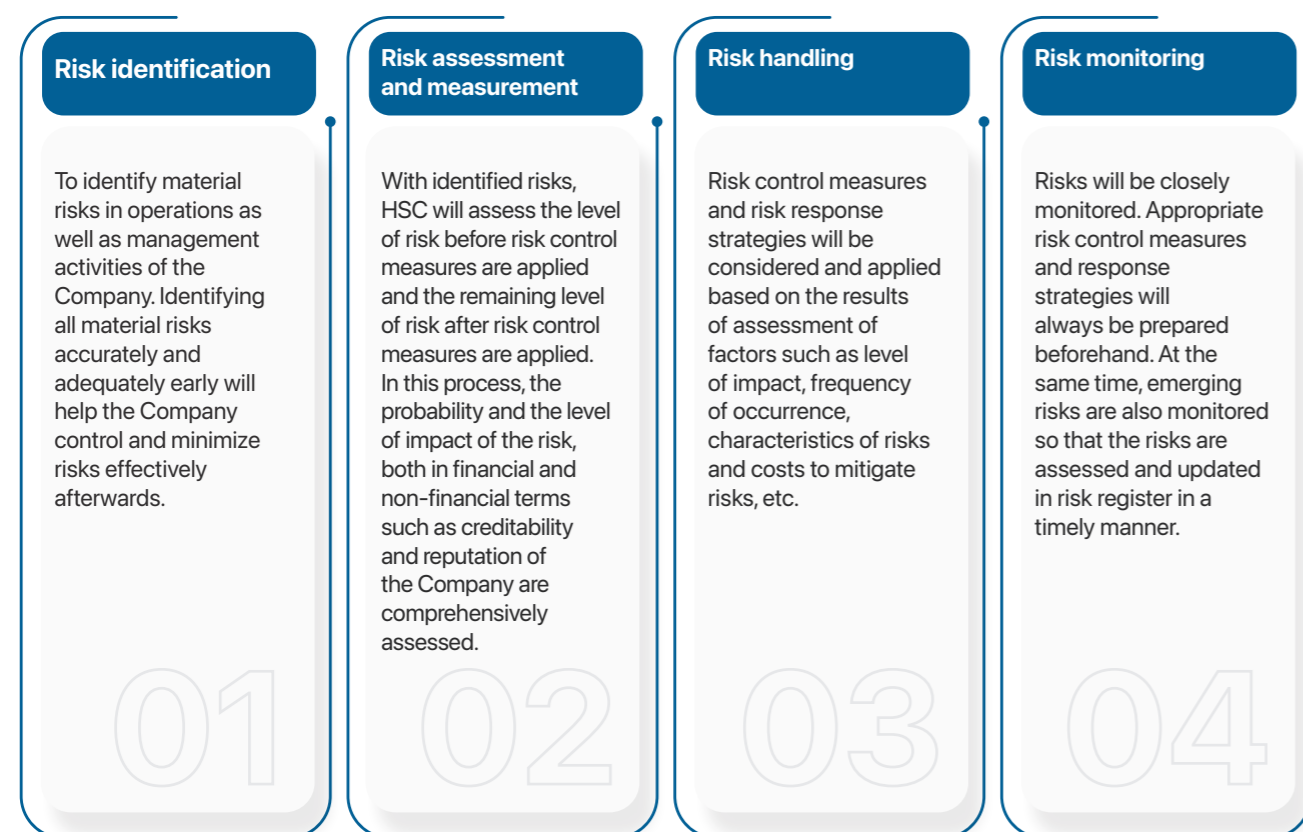 Risk identification
To identify material
risks in operations as
well as management
activities of the
Company. Identifying
all material risks
accurately and
adequately early will
help the Company
control and minimize
risks effectively
afterwards.
01
Risk assessment
and measurement
With identified risks,
HSC will assess the level
of risk before risk control
measures are applied
and the remaining level
of risk after risk control
measures are applied.
In this process, the
probability and the level
of impact of the risk,
both in financial and
non-financial terms
such as creditability
and reputation of
the Company are
comprehensively
assessed.
02
Risk handling
Risk control measures
and risk response
strategies will be
considered and applied
based on the results
of assessment of
factors such as level
of impact, frequency
of occurrence,
characteristics of risks
and costs to mitigate
risks, etc.
03
Risk monitoring
Risks will be closely
monitored. Appropriate
risk control measures
and response
strategies will
always be prepared
beforehand. At the
same time, emerging
risks are also monitored
so that the risks are
assessed and updated
in risk register in a
timely manner.
04